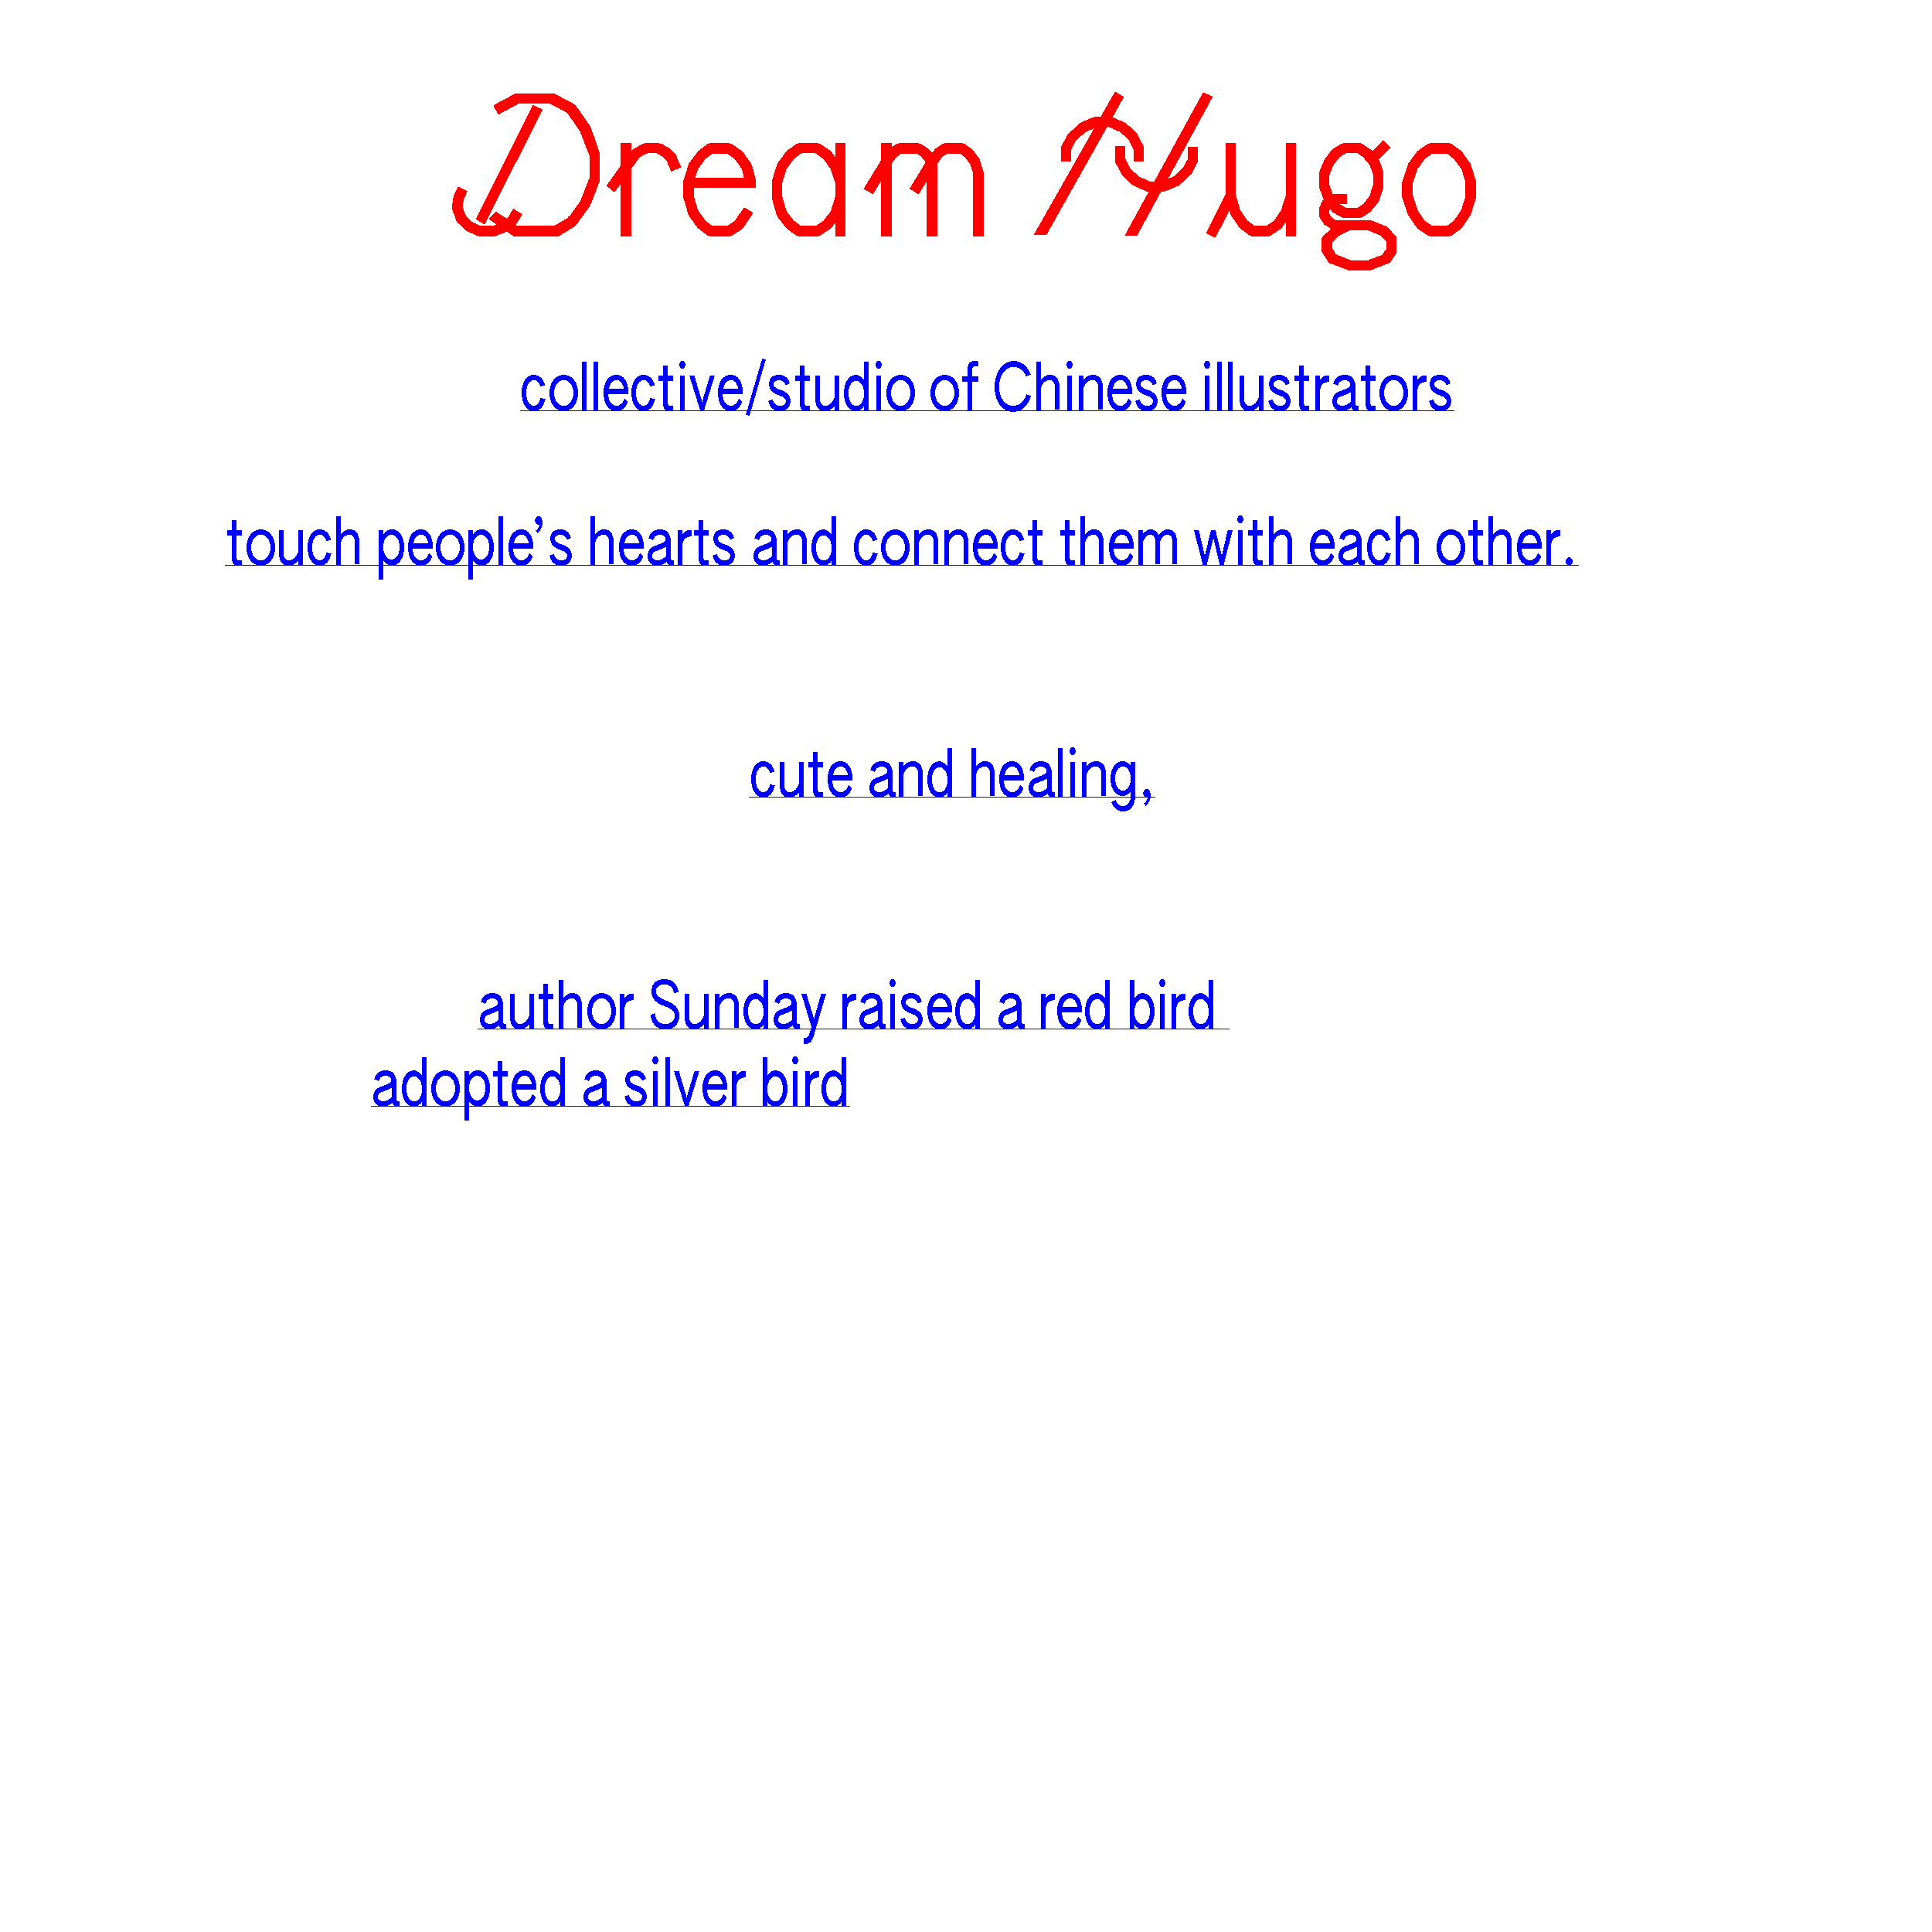 Dream Hugo
collective/studio of Chinese illustrators
touch people's hearts and connect them with each other.
cute and healing,
author Sunday raised a red bird
adopted a silver bird